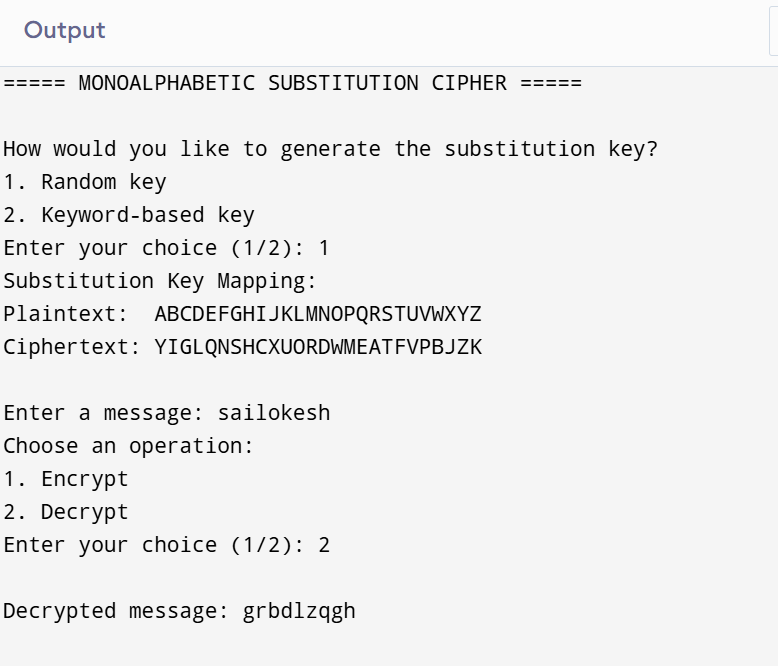 Output
===== MONOALPHABETIC SUBSTITUTION CIPHER =====
How would you like to generate the substitution key?
1. Random key
2. Keyword-based key
Enter your choice (1/2): 1
Substitution Key Mapping:
Plaintext:  ABCDEFGHIJKLMNOPQRSTUVWXYZ
Ciphertext: YIGLQNSHCXUORDWMEATFVPBJZK
Enter a message: sailokesh
Choose an operation:
1. Encrypt
2. Decrypt
Enter your choice (1/2): 2
Decrypted message: grbdlzqgh